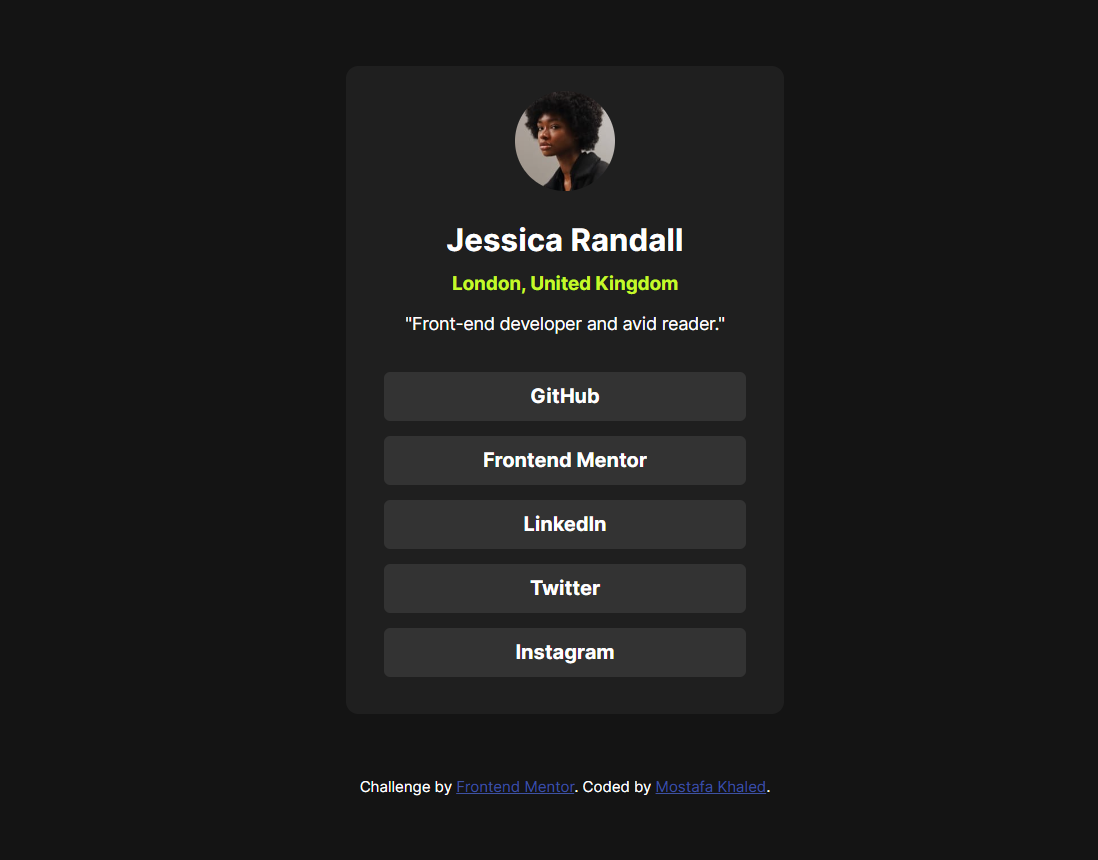 Jessica Randall
London, United Kingdom
"Front-end developer and avid reader."
GitHub
Frontend Mentor
LinkedIn
Twitter
Instagram
Challenge by Frontend Mentor. Coded by Mostafa Khaled.